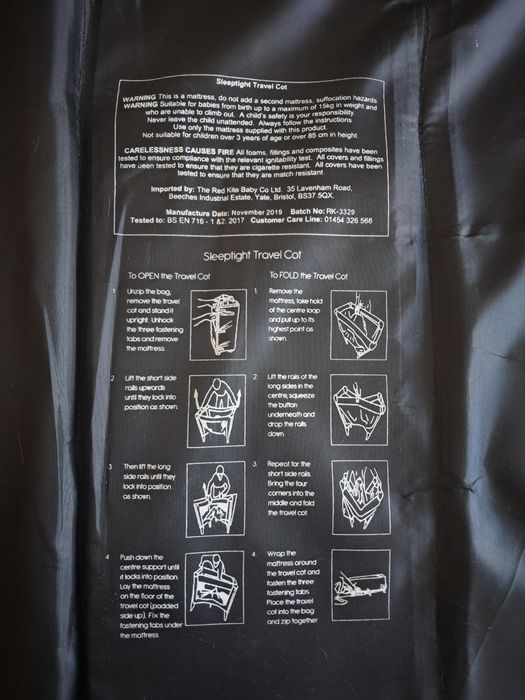 Sleeptight Travel Cot
WARNING This is a mattress, do not add a second mattress, suffocation hazards
WARNING Suitable for babies from birth up to a maximum of 15kg in weight and
who are unable to climb out. A child's safety is your responsibility.
Never leave the child unattended. Always follow the instructions.
Use only the mattress supplied with this product.
Not suitable for children over 3 years of age or over 85 cm in height.
CARELESSNESS CAUSES FIRE All foams, fillings and composites have been
tested to ensure compliance with the relevant ignitability test. All covers and fillings
have been tested to ensure that they are cigarette resistant. All covers have been
tested to ensure that they are match resistant.
Imported by: The Red Kite Baby Co Ltd. 35 Lavenham Road,
Beeches Industrial Estate, Yate, Bristol, BS37 5QX.
Manufacture Date: November 2019 Batch No: RK-3329
Tested to: BS EN 716 - 1 &2: 2017 Customer Care Line: 01454 326 568
Sleeptight Travel Cot
To OPEN the Travel Cot
1 Unzip the bag,
remove the travel
cot and stand it
upright. Unhook
the three fastening
tabs and remove
the mattress.
2 Lift the short side
rails upwards
until they lock into
position as shown.
3 Then lift the long
side rails until they
lock into position
as shown.
4 Push down the
centre support until
it locks into position.
Lay the mattress
on the floor of the
travel cot (padded
side up). Fix the
fastening tabs under
the mattress
To FOLD the Travel Cot
1. Remove the
mattress, take hold
of the centre loop
and pull up to its
highest point as
shown.
2. Lift the rails of the
long sides in the
centre, squeeze
the button
underneath and
drop the rails
down.
3. Repeat for the
short side rails.
Bring the four
corners into the
middle and fold
the travel cot.
4. Wrap the
mattress around
the travel cot and
fasten the three
fastening tabs.
Place the travel
cot into the bag
and zip together